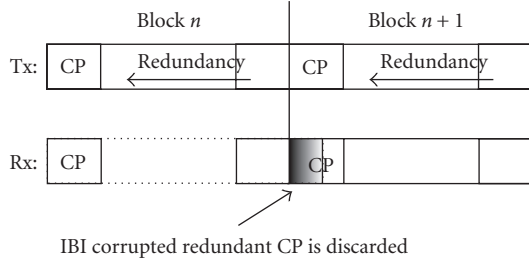 Block n
Block n + 1
Tx:
CP
Redundancy
CP
Redundancy
Rx:
CP
CP
IBI corrupted redundant CP is discarded